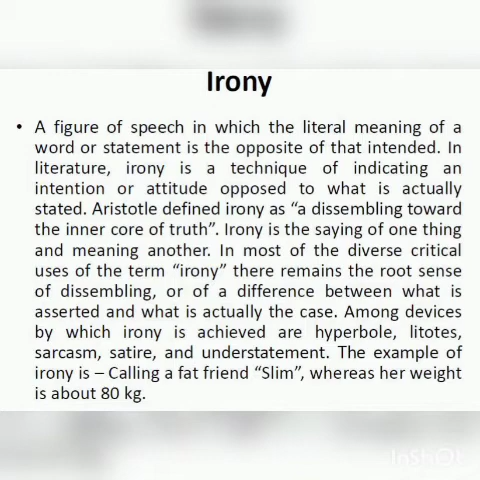 Irony
• A figure of speech in which the literal meaning of a
word or statement is the opposite of that intended. In
literature, irony is a technique of indicating an
intention or attitude opposed to what is actually
stated. Aristotle defined irony as “a dissembling toward
the inner core of truth”. Irony is the saying of one thing
and meaning another. In most of the diverse critical
uses of the term “irony” there remains the root sense
of dissembling, or of a difference between what is
asserted and what is actually the case. Among devices
by which irony is achieved are hyperbole, litotes,
sarcasm, satire, and understatement. The example of
irony is – Calling a fat friend “Slim”, whereas her weight
is about 80 kg.
InShOt